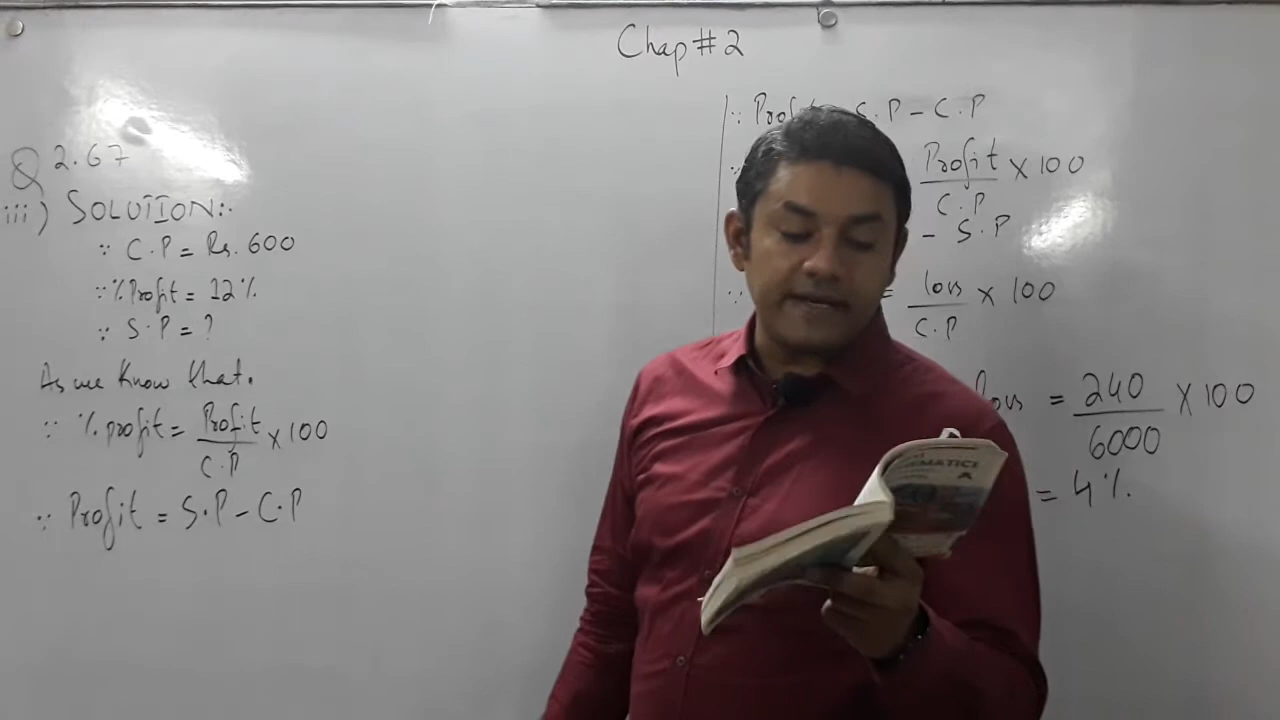 Chap # 2
Q 2.67
iii) SOLUTION:-
∵ C.P = Rs. 600
∵ % Profit = 12%
∵ S.P = ?
As we know that.
∵ % profit = Profit/C.P × 100
∵ Profit = S.P – C.P
∵ S.P – C.P
Profit/C.P × 100
– S.P
∵ = loss/C.P × 100
loss = 240/6000 × 100
= 4%
MATICS
A